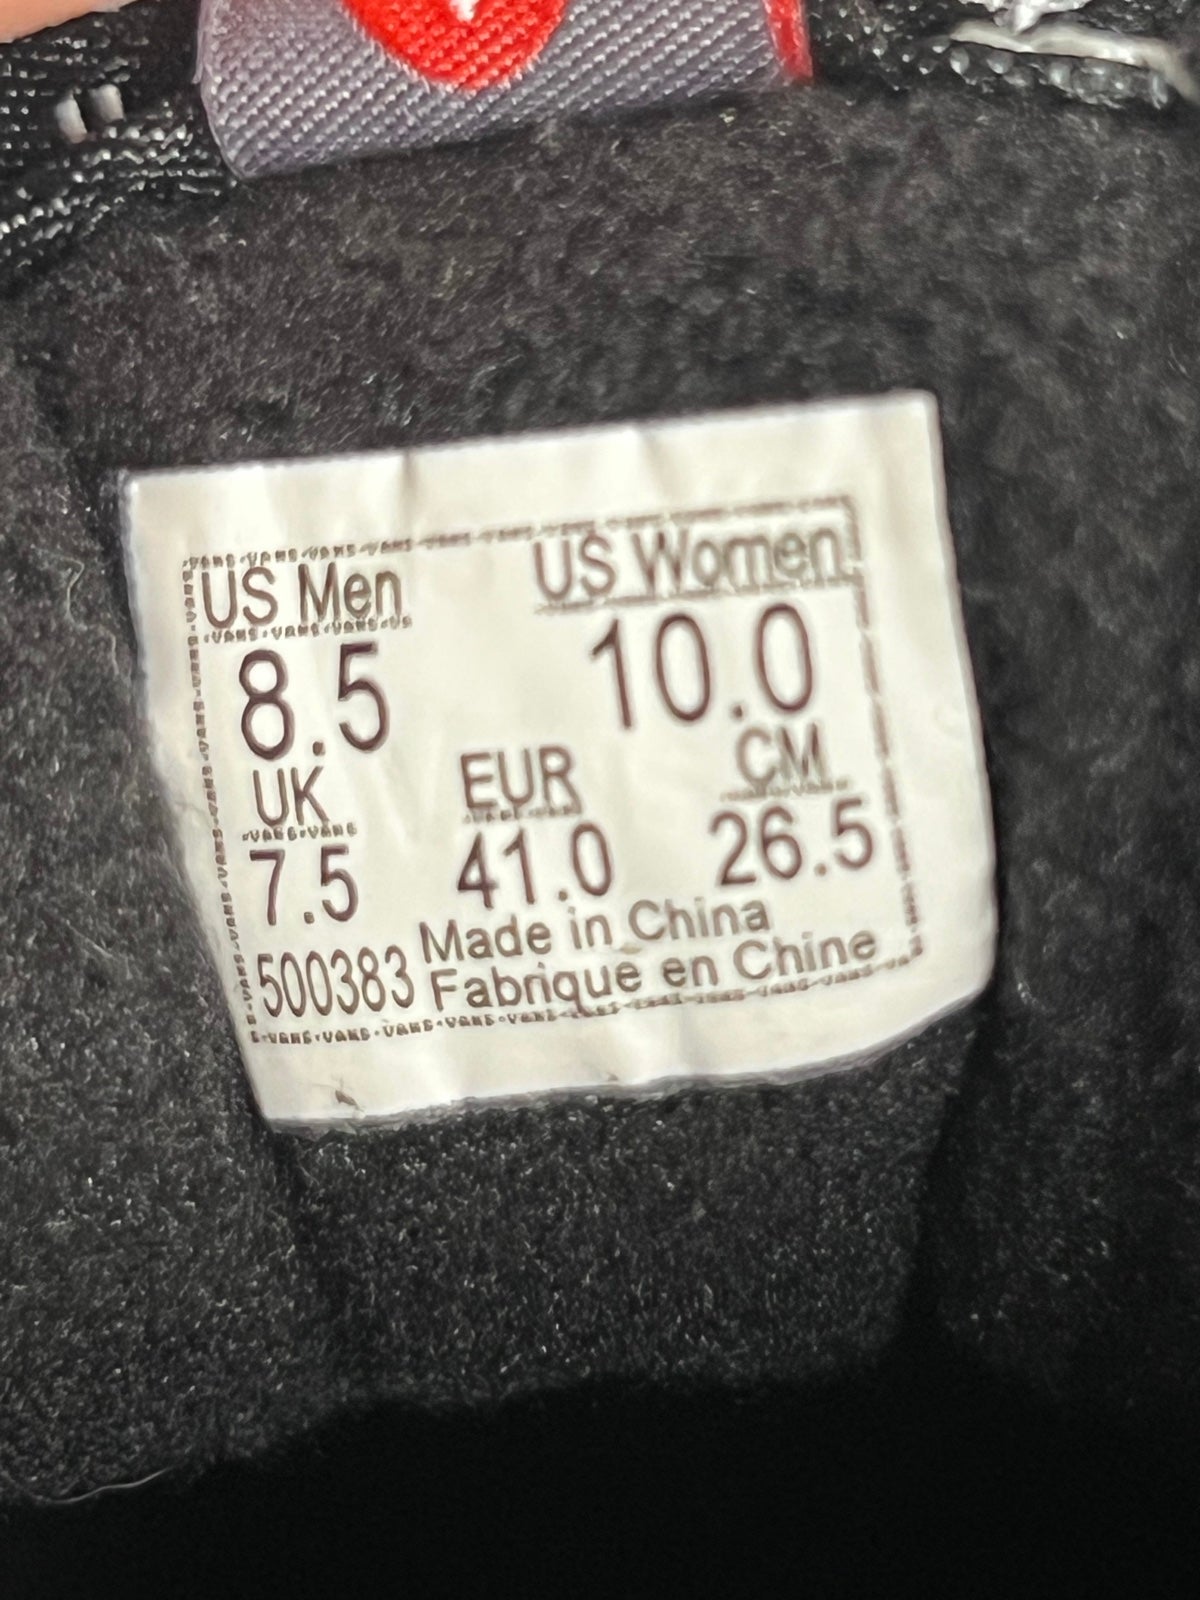 US Men US Women
8.5 10.0
UK EUR CM
7.5 41.0 26.5
500383 Made in China
Fabriqué en Chine